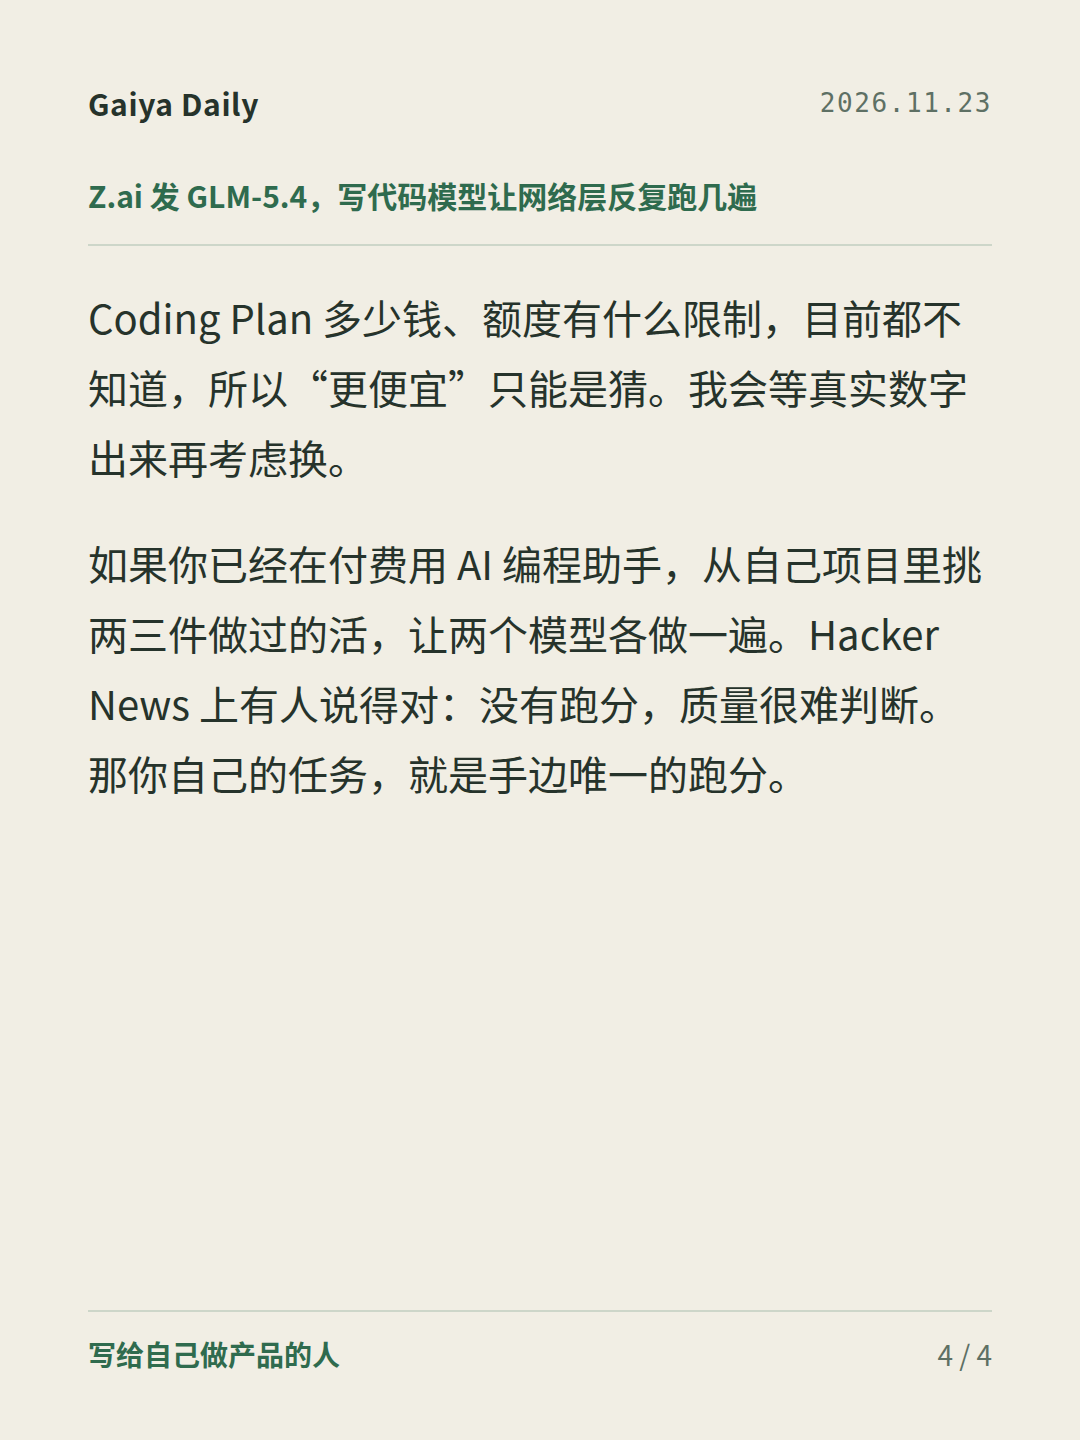 Gaiya Daily
2026.11.23
Z.ai 发 GLM-5.4，写代码模型让网络层反复跑几遍
Coding Plan 多少钱、额度有什么限制，目前都不
知道，所以“更便宜”只能是猜。我会等真实数字
出来再考虑换。
如果你已经在付费用 AI 编程助手，从自己项目里挑
两三件做过的活，让两个模型各做一遍。Hacker
News 上有人说得对：没有跑分，质量很难判断。
那你自己的任务，就是手边唯一的跑分。
写给自己做产品的人
4 / 4